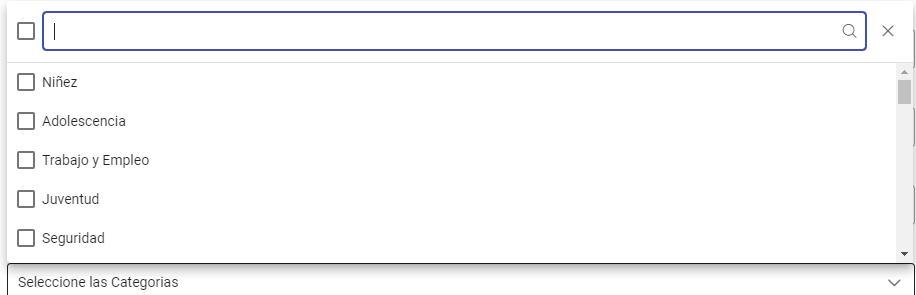 Niñez
Adolescencia
Trabajo y Empleo
Juventud
Seguridad
Seleccione las Categorias